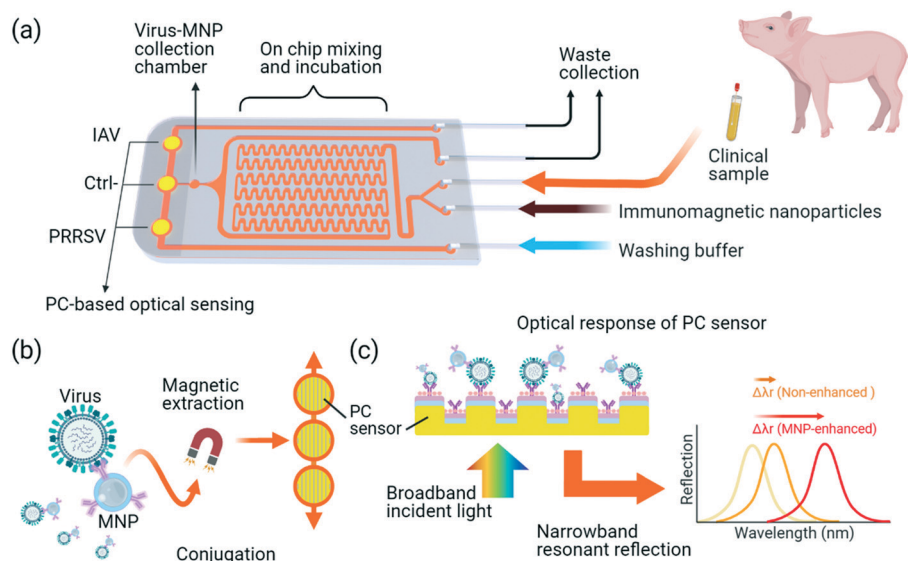 (a)
Virus-MNP
collection
chamber
On chip mixing
and incubation
Waste
collection
IAV
Ctrl-
PRRSV
PC-based optical sensing
Clinical
sample
Immunomagnetic nanoparticles
Washing buffer
(b)
Virus
Magnetic
extraction
PC
sensor
MNP
Conjugation
(c)
Optical response of PC sensor
Broadband
incident light
Narrowband
resonant reflection
Δλr (Non-enhanced )
Δλr (MNP-enhanced)
Reflection
Wavelength (nm)